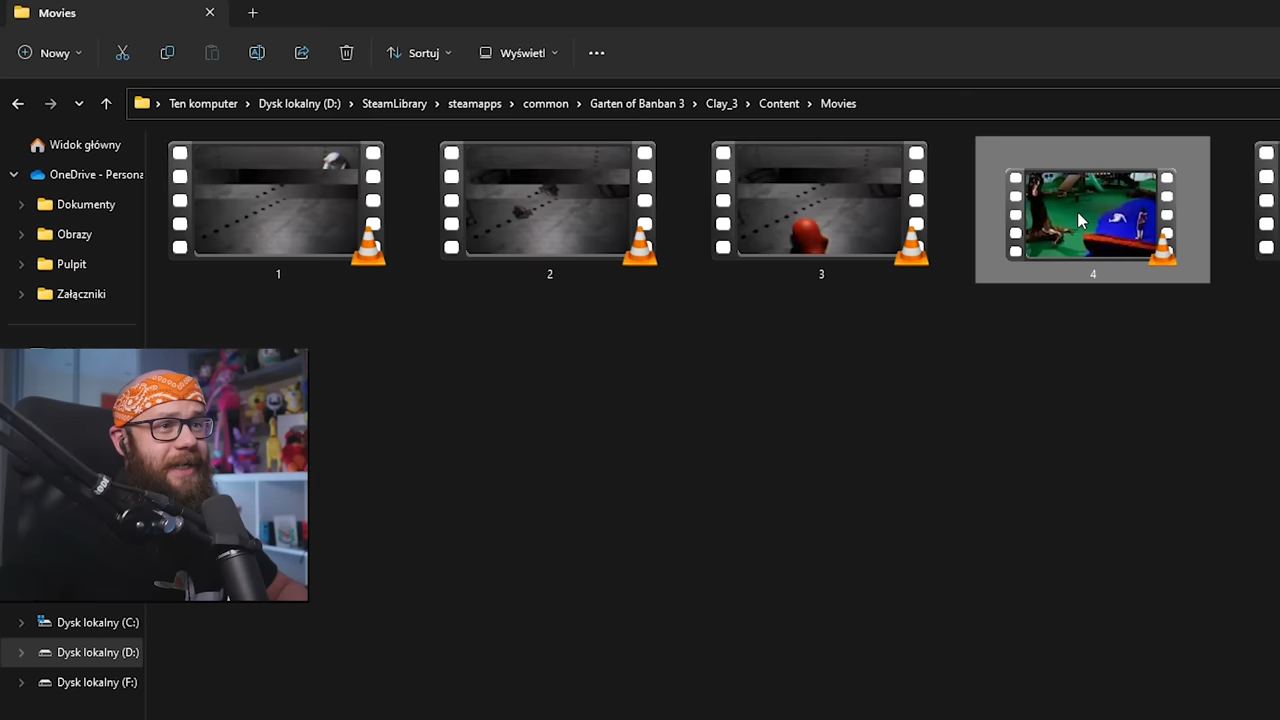 Movies
Nowy
Sortuj
Wyświetl
Ten komputer > Dysk lokalny (D:) > SteamLibrary > steamapps > common > Garten of Banban 3 > Clay_3 > Content > Movies
Widok główny
OneDrive - Persona
Dokumenty
Obrazy
Pulpit
Załączniki
1
2
3
4
RODE
Dysk lokalny (C:)
Dysk lokalny (D:)
Dysk lokalny (F:)